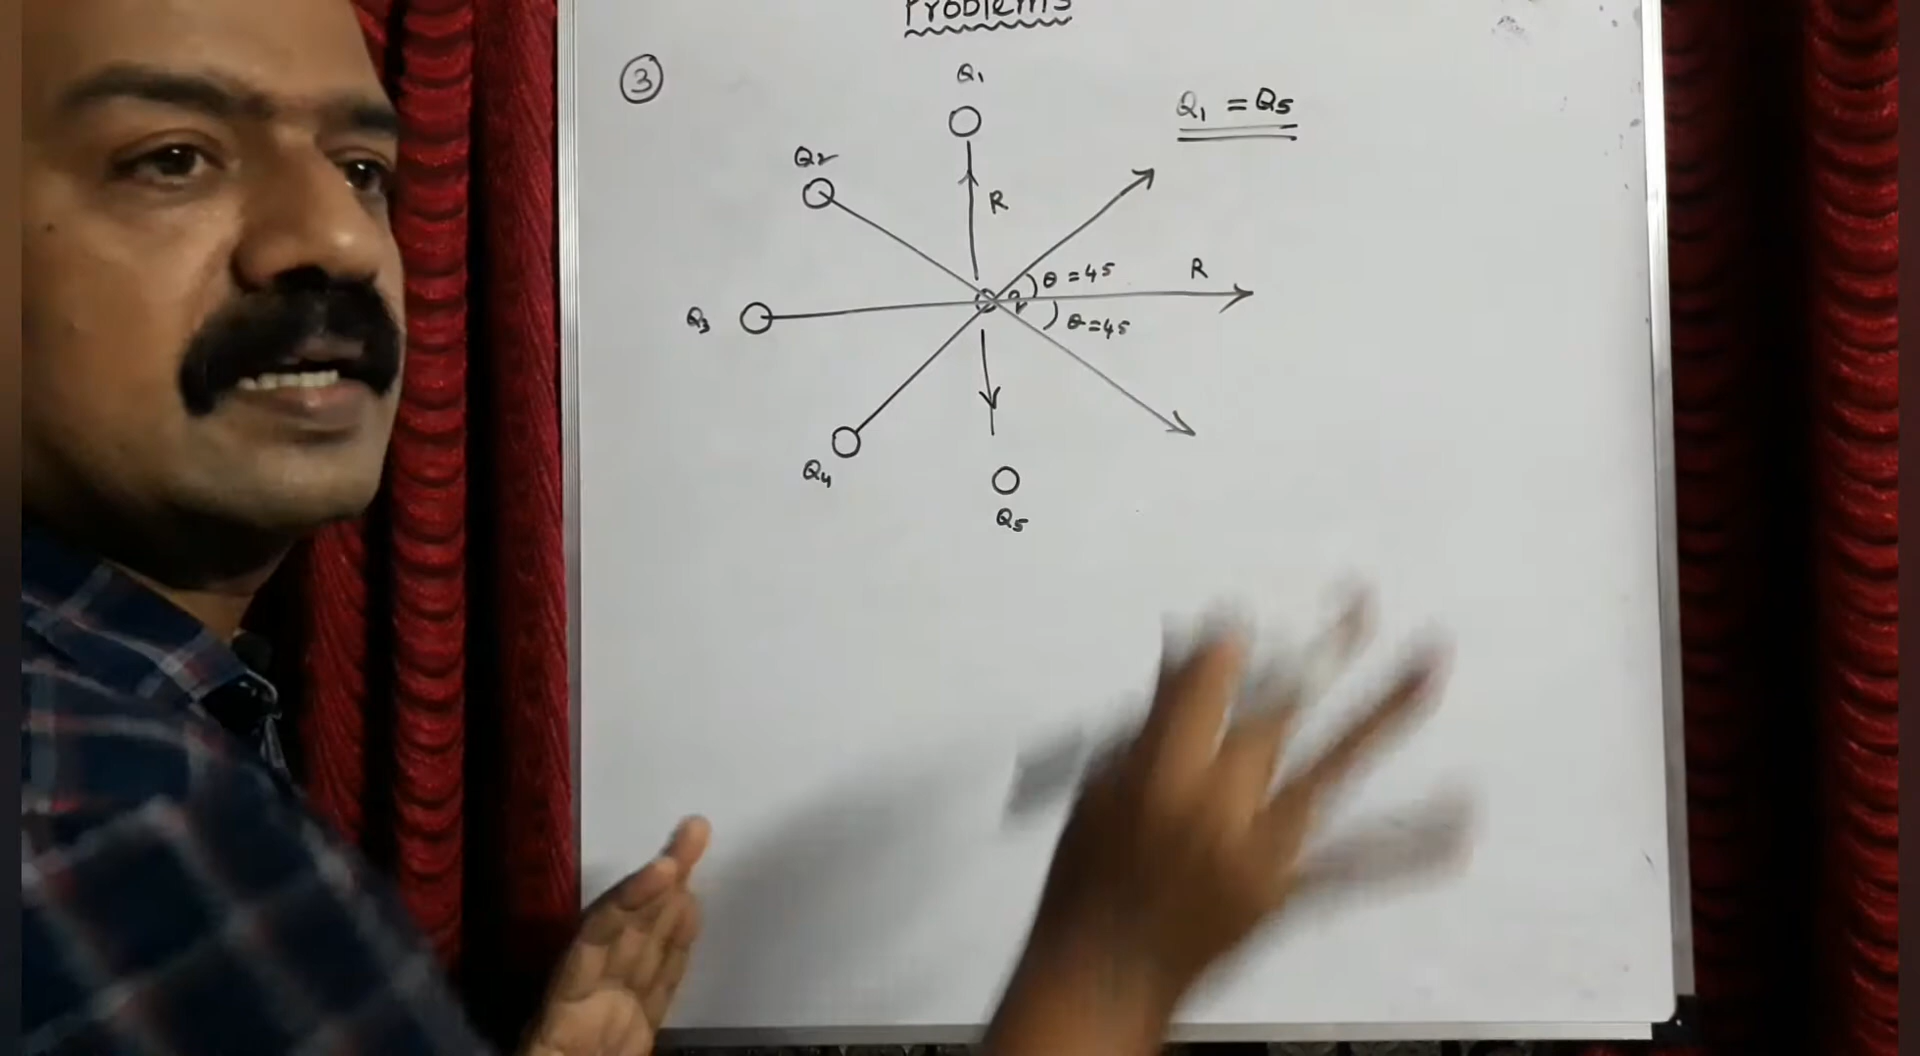 Problems
③
Q₁
Q₁ = Q₅
Q₂
R
θ = 45
R
Q₃
q
θ = 45
Q₄
Q₅